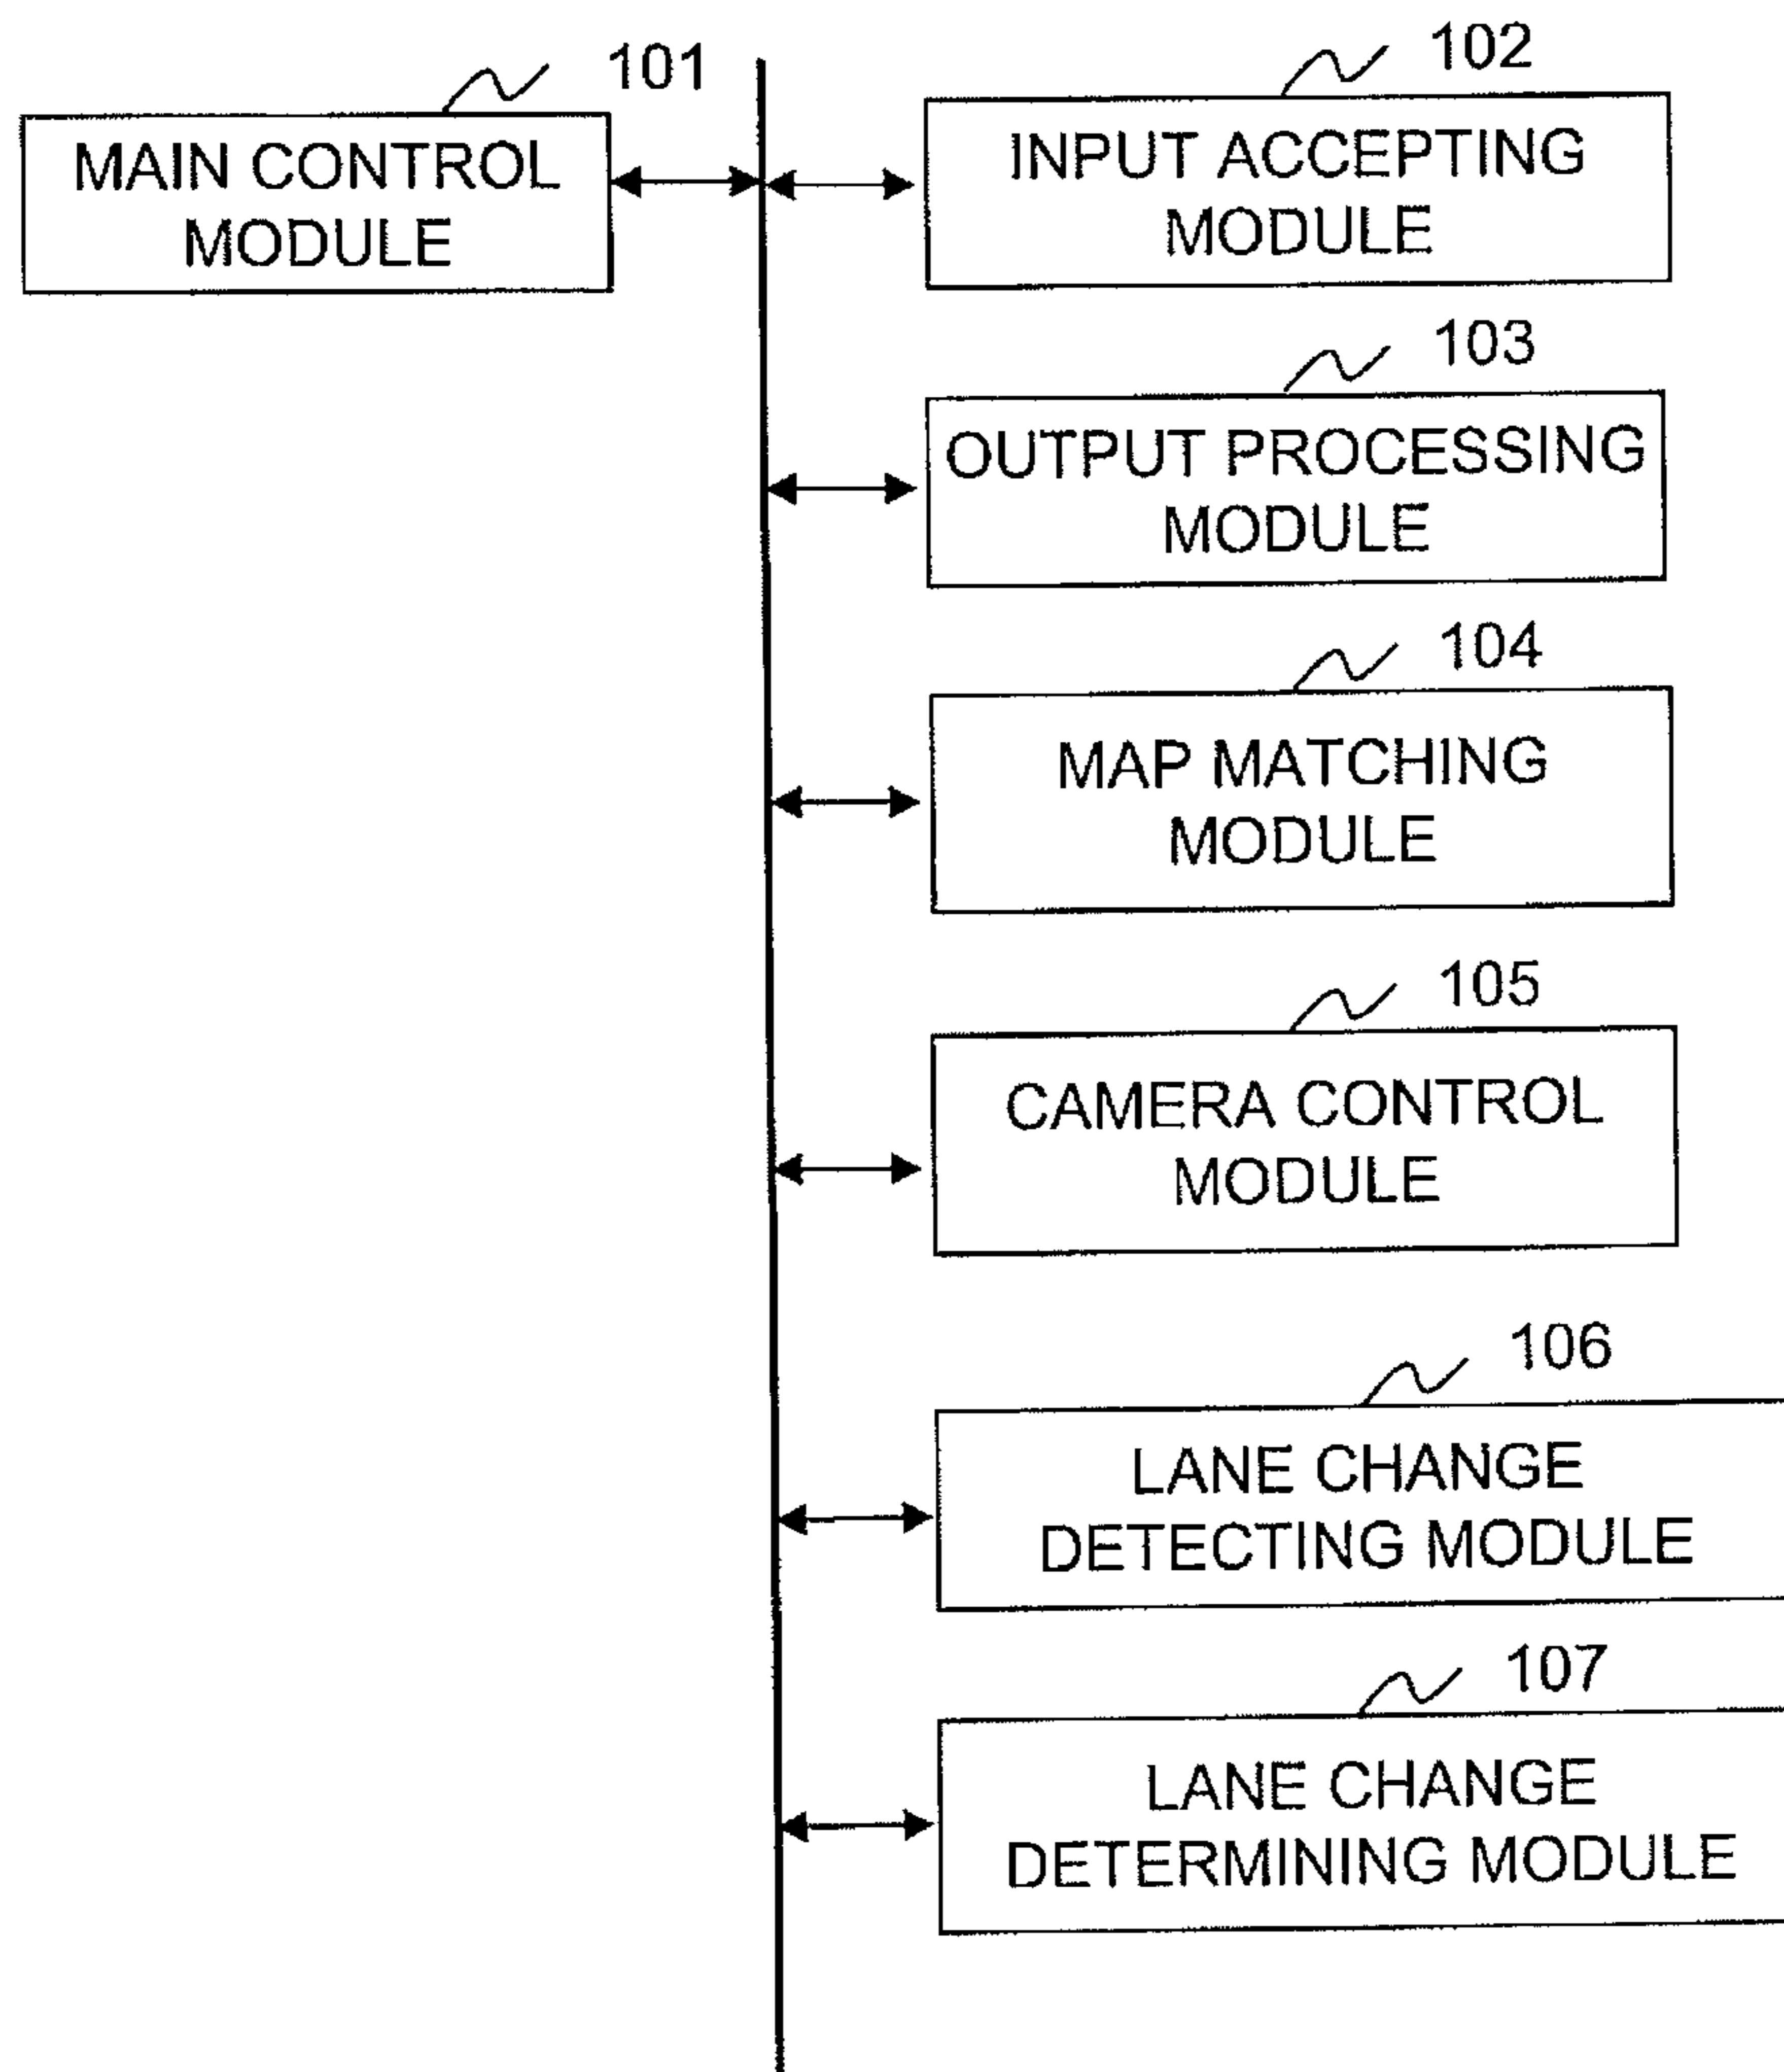 101
MAIN CONTROL
MODULE
102
INPUT ACCEPTING
MODULE
103
OUTPUT PROCESSING
MODULE
104
MAP MATCHING
MODULE
105
CAMERA CONTROL
MODULE
106
LANE CHANGE
DETECTING MODULE
107
LANE CHANGE
DETERMINING MODULE